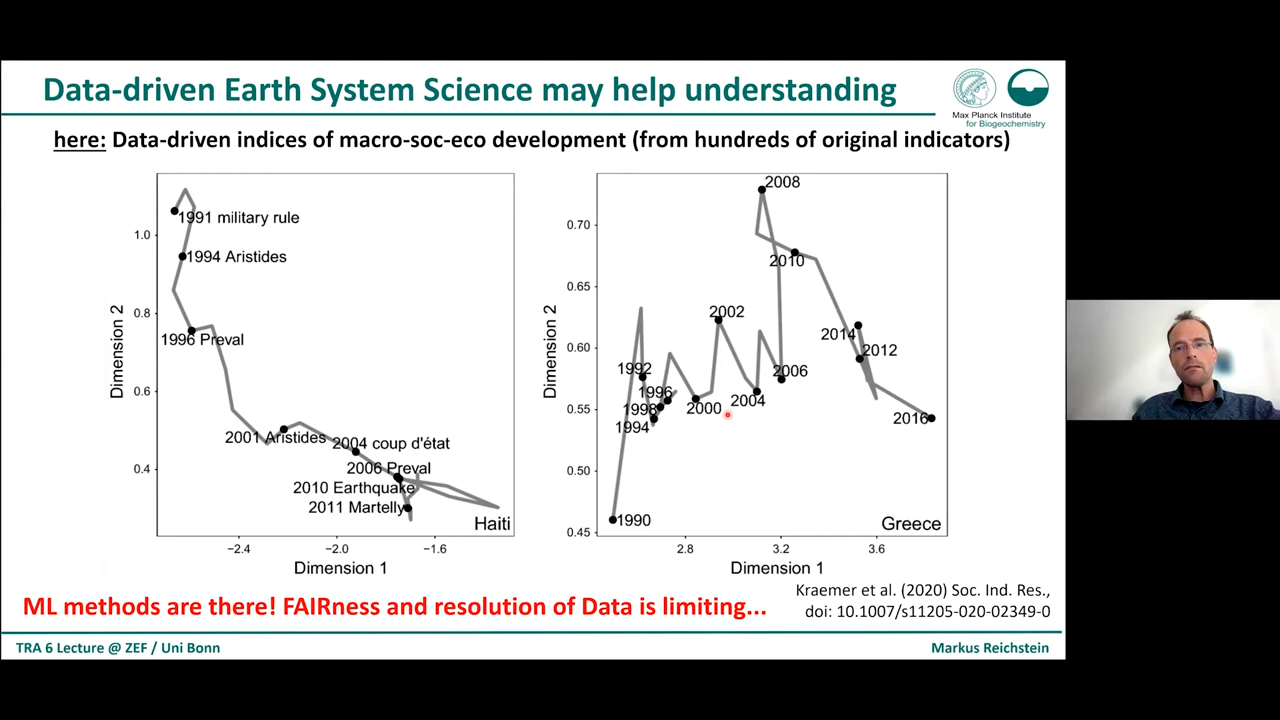 Data-driven Earth System Science may help understanding
Max Planck Institute
for Biogeochemistry
here: Data-driven indices of macro-soc-eco development (from hundreds of original indicators)
1.0
0.8
0.6
0.4
Dimension 2
1991 military rule
1994 Aristides
1996 Preval
2001 Aristides
2004 coup d'état
2006 Preval
2010 Earthquake
2011 Martelly
Haiti
−2.4
−2.0
−1.6
Dimension 1
0.70
0.65
0.60
0.55
0.50
0.45
Dimension 2
2008
2010
2002
2014
2012
1992
2006
1996
1998
2000
2004
1994
2016
1990
Greece
2.8
3.2
3.6
Dimension 1
Kraemer et al. (2020) Soc. Ind. Res.,
doi: 10.1007/s11205-020-02349-0
ML methods are there! FAIRness and resolution of Data is limiting...
TRA 6 Lecture @ ZEF / Uni Bonn
Markus Reichstein